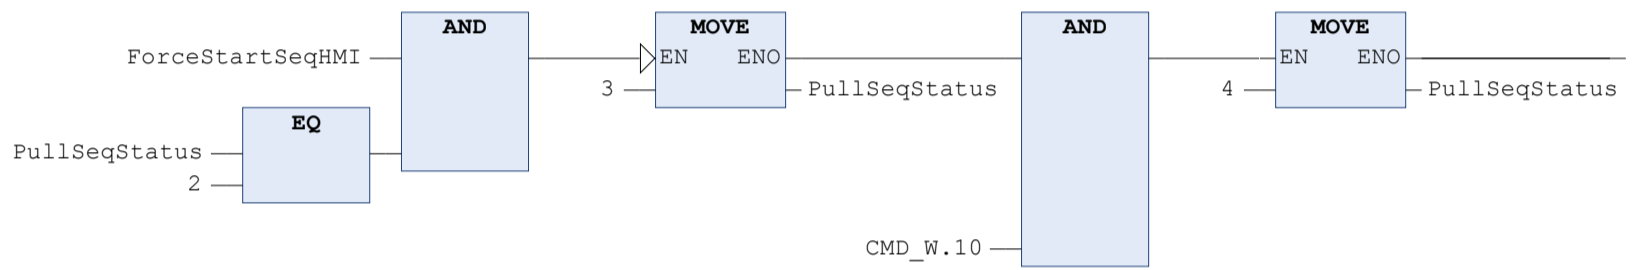 AND
MOVE
AND
MOVE
ForceStartSeqHMI
EN ENO
EN ENO
3
PullSeqStatus
4
PullSeqStatus
EQ
PullSeqStatus
2
CMD_W.10